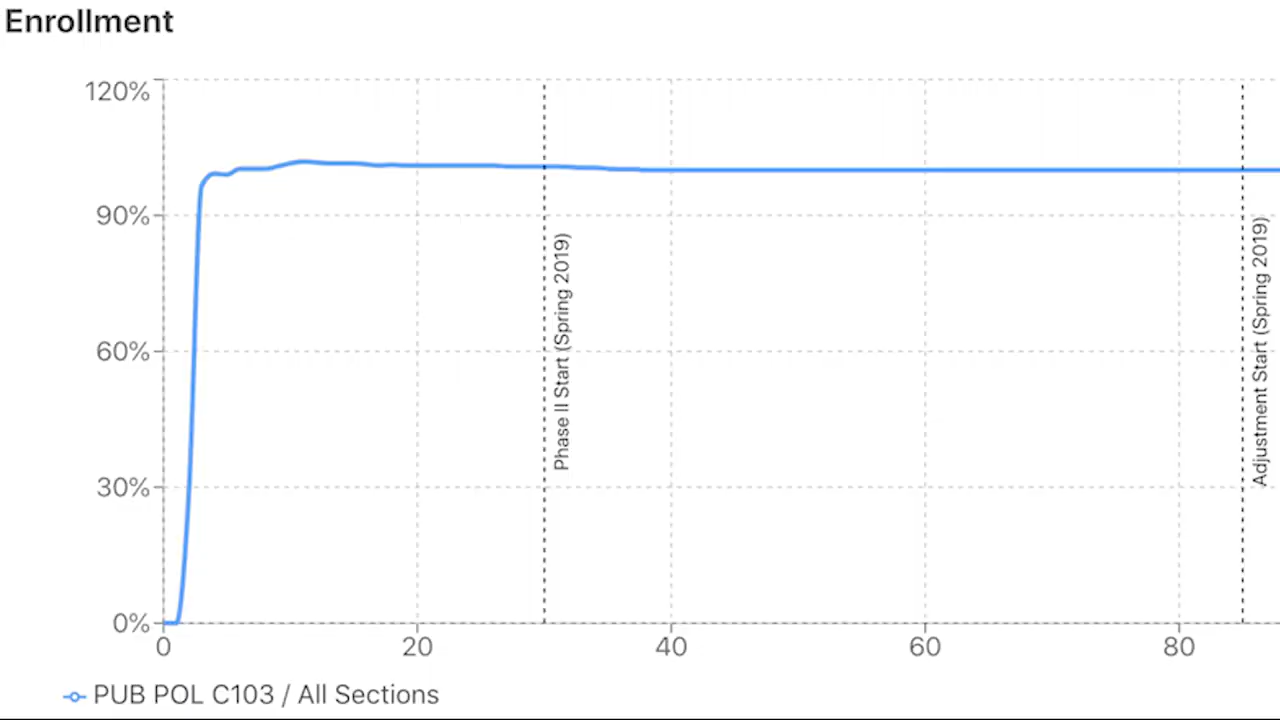 Enrollment
120%
90%
60%
30%
0%
Phase II Start (Spring 2019)
Adjustment Start (Spring 2019)
0 20 40 60 80
PUB POL C103 / All Sections